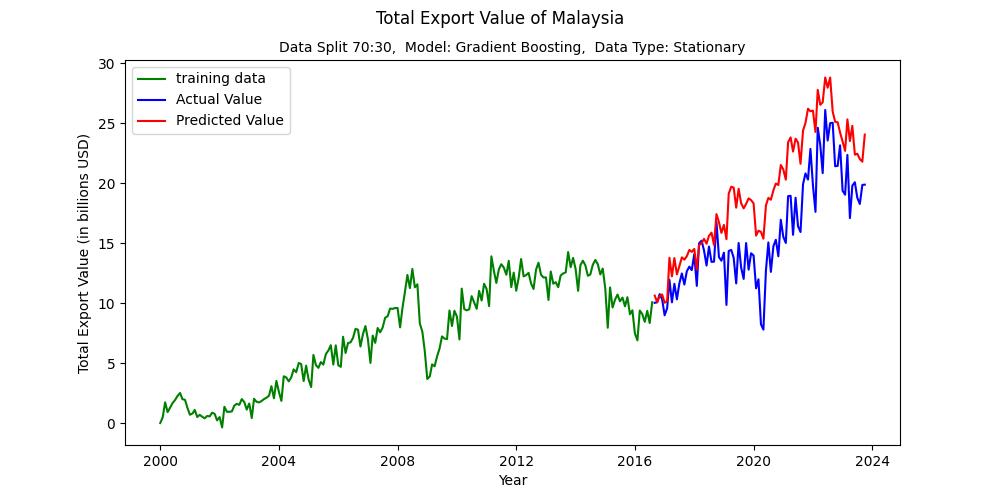 Total Export Value of Malaysia
Data Split 70:30,  Model: Gradient Boosting,  Data Type: Stationary
training data
Actual Value
Predicted Value
Total Export Value (in billions USD)
30
25
20
15
10
5
0
2000
2004
2008
2012
2016
2020
2024
Year